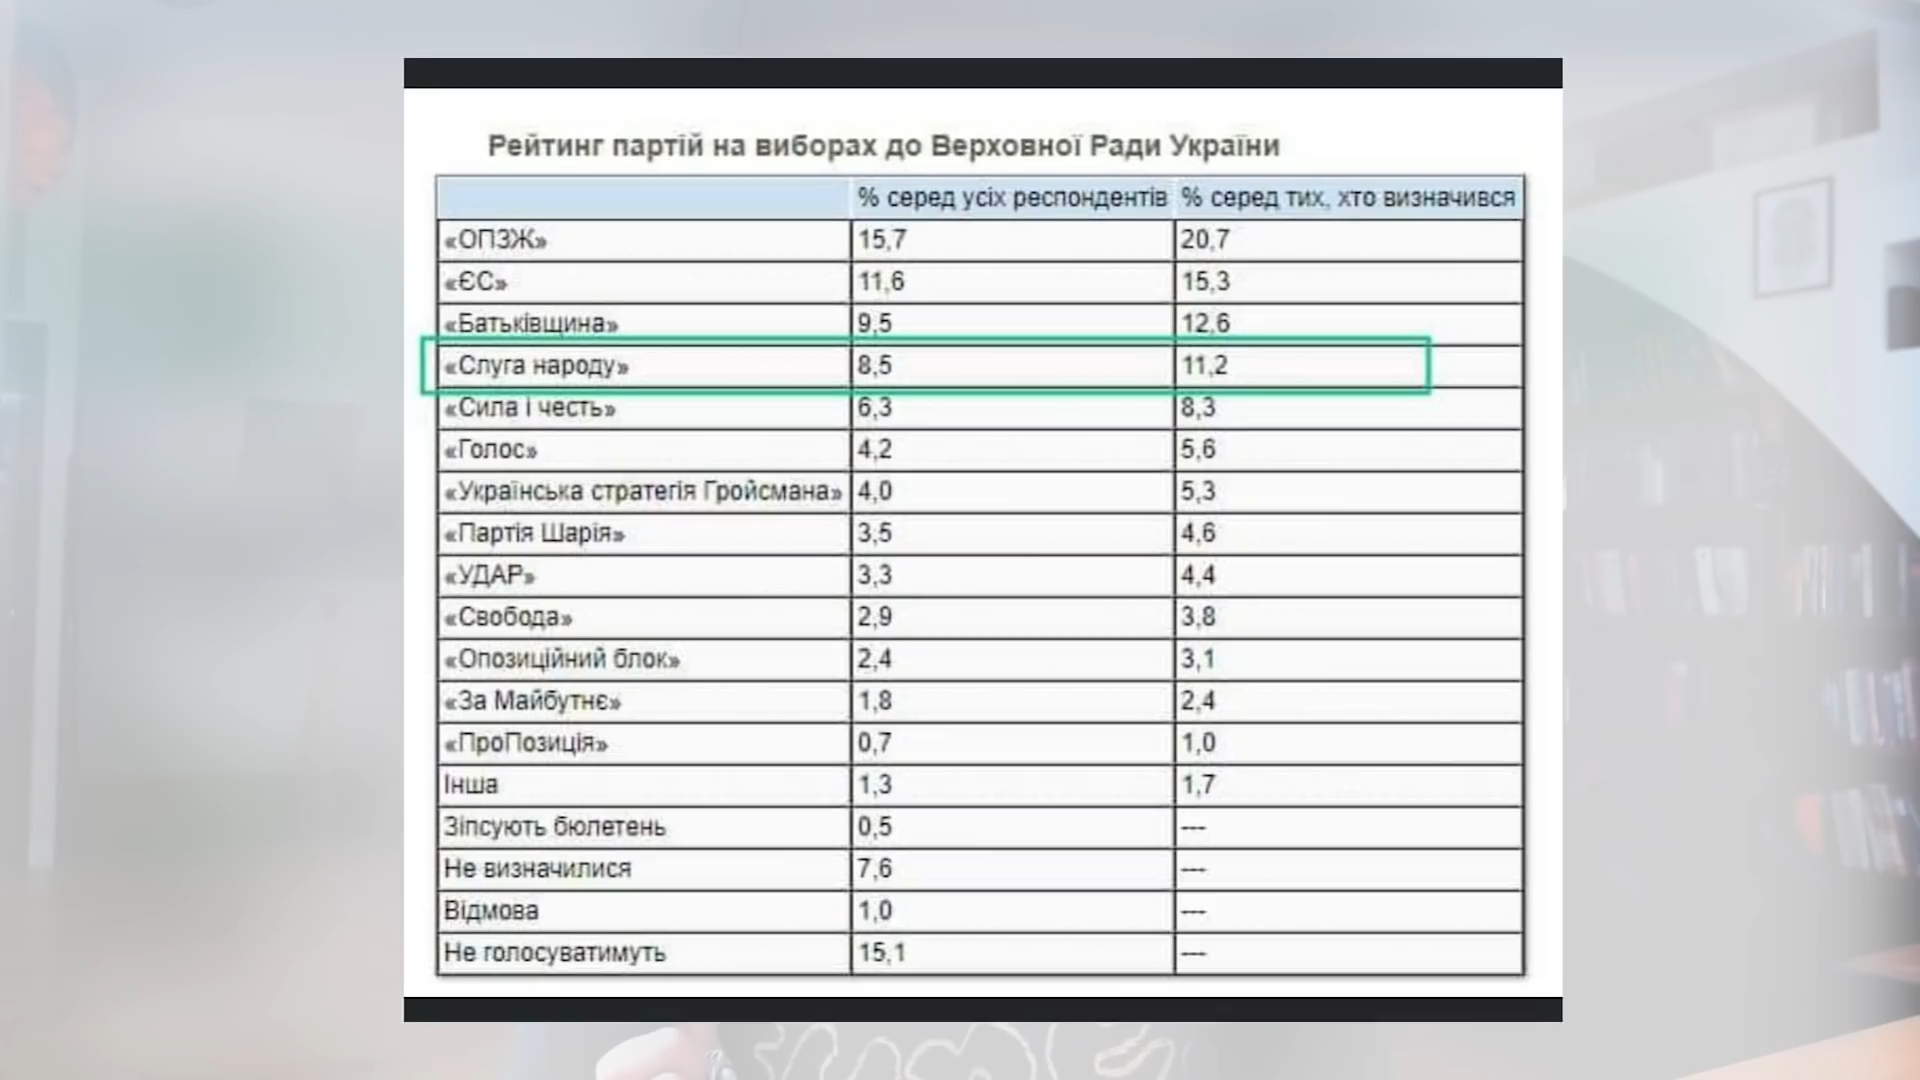 Рейтинг партій на виборах до Верховної Ради України
% серед усіх респондентів % серед тих, хто визначився
«ОПЗЖ» 15,7 20,7
«ЄС» 11,6 15,3
«Батьківщина» 9,5 12,6
«Слуга народу» 8,5 11,2
«Сила і честь» 6,3 8,3
«Голос» 4,2 5,6
«Українська стратегія Гройсмана» 4,0 5,3
«Партія Шарія» 3,5 4,6
«УДАР» 3,3 4,4
«Свобода» 2,9 3,8
«Опозиційний блок» 2,4 3,1
«За Майбутнє» 1,8 2,4
«ПроПозиція» 0,7 1,0
Інша 1,3 1,7
Зіпсують бюлетень 0,5 ---
Не визначилися 7,6 ---
Відмова 1,0 ---
Не голосуватимуть 15,1 ---